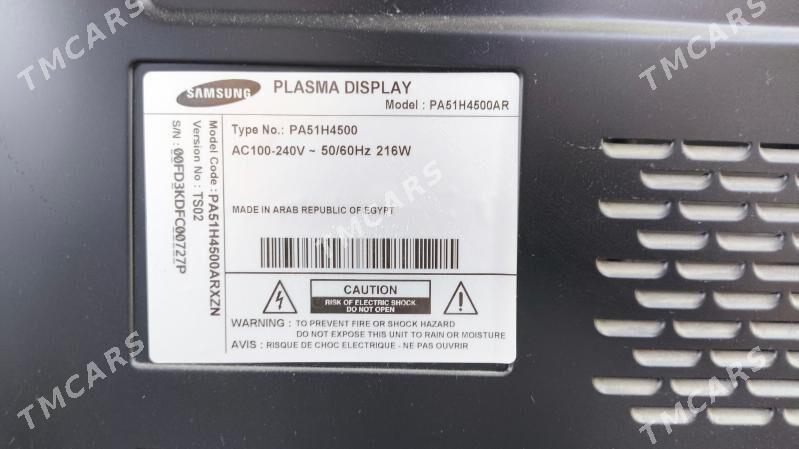 SAMSUNG
PLASMA DISPLAY
Model : PA51H4500AR
Type No.: PA51H4500
AC100-240V ~ 50/60Hz 216W
MADE IN ARAB REPUBLIC OF EGYPT
CAUTION
RISK OF ELECTRIC SHOCK
DO NOT OPEN
WARNING : TO PREVENT FIRE OR SHOCK HAZARD
DO NOT EXPOSE THIS UNIT TO RAIN OR MOISTURE
AVIS : RISQUE DE CHOC ELECTRIQUE - NE PAS OUVRIR
Model Code : PA51H4500ARXZN
Version No : TS02
S/N : 00FD3KDFC00727P
TMCARS
TMCARS
TMCARS
TMCARS
TMCARS
TMCARS